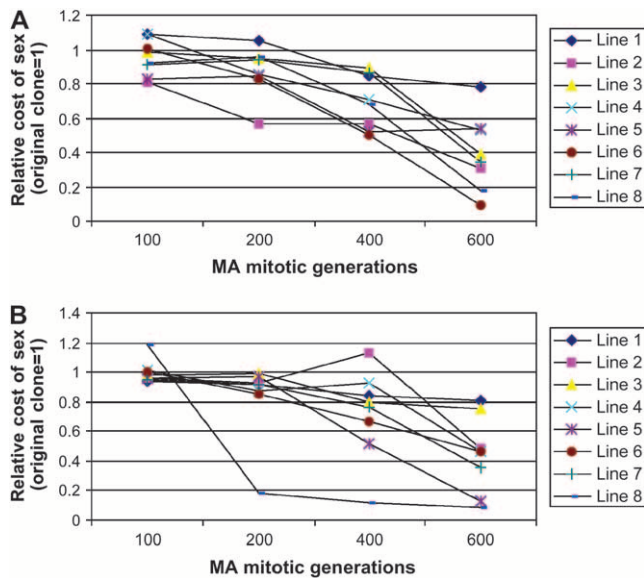 A
Relative cost of sex
(original clone=1)
1.2
1
0.8
0.6
0.4
0.2
0
100
200
400
600
MA mitotic generations
Line 1
Line 2
Line 3
Line 4
Line 5
Line 6
Line 7
Line 8
B
Relative cost of sex
(original clone=1)
1.4
1.2
1
0.8
0.6
0.4
0.2
0
100
200
400
600
MA mitotic generations
Line 1
Line 2
Line 3
Line 4
Line 5
Line 6
Line 7
Line 8